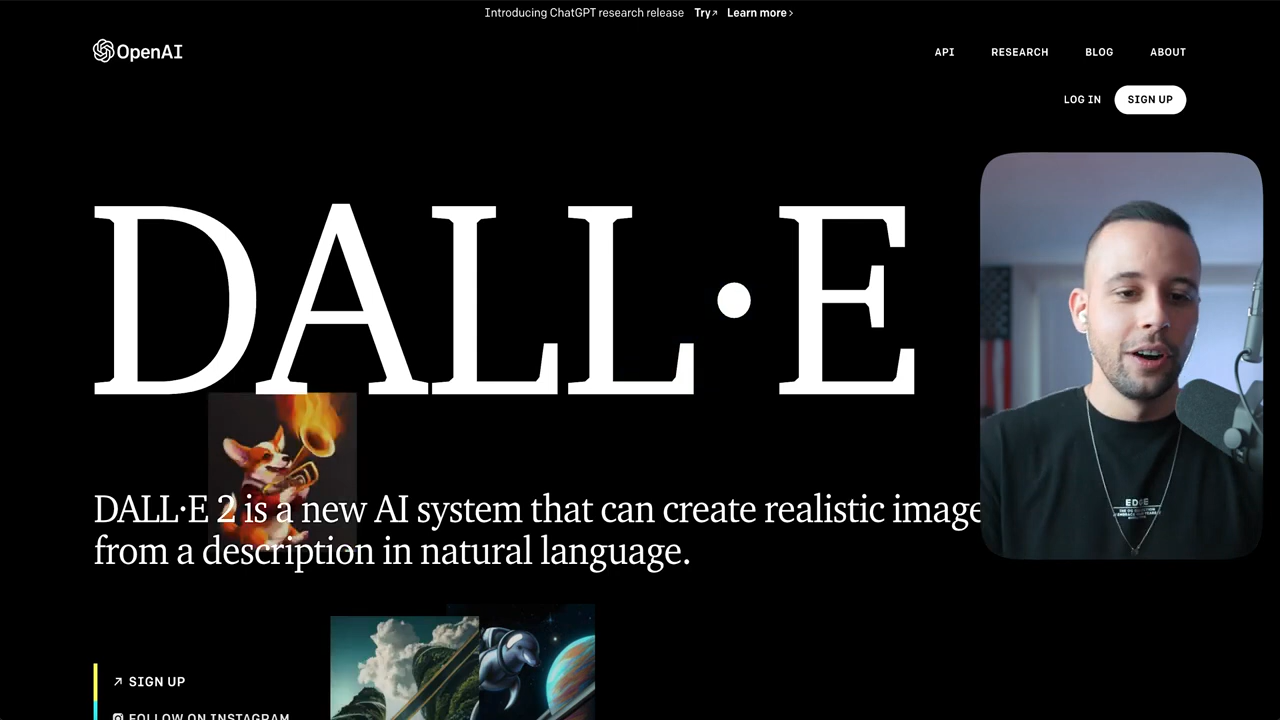 Introducing ChatGPT research release Try↗ Learn more ›
OpenAI
API RESEARCH BLOG ABOUT
LOG IN SIGN UP
DALL·E
DALL·E 2 is a new AI system that can create realistic image
from a description in natural language.
EDGE
↗ SIGN UP
FOLLOW ON INSTAGRAM